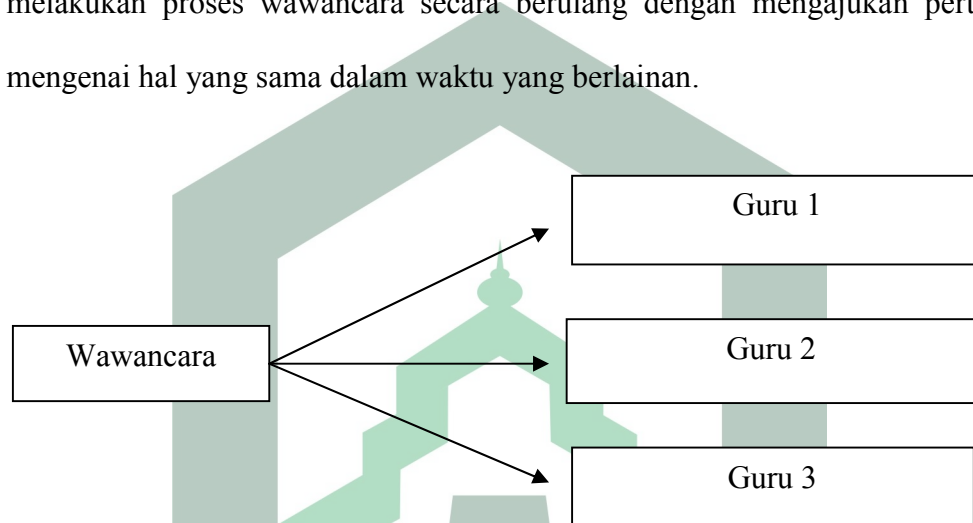 melakukan proses wawancara secara berulang dengan mengajukan
mengenai hal yang sama dalam waktu yang berlainan.
Guru 1
Wawancara
Guru 2
Guru 3